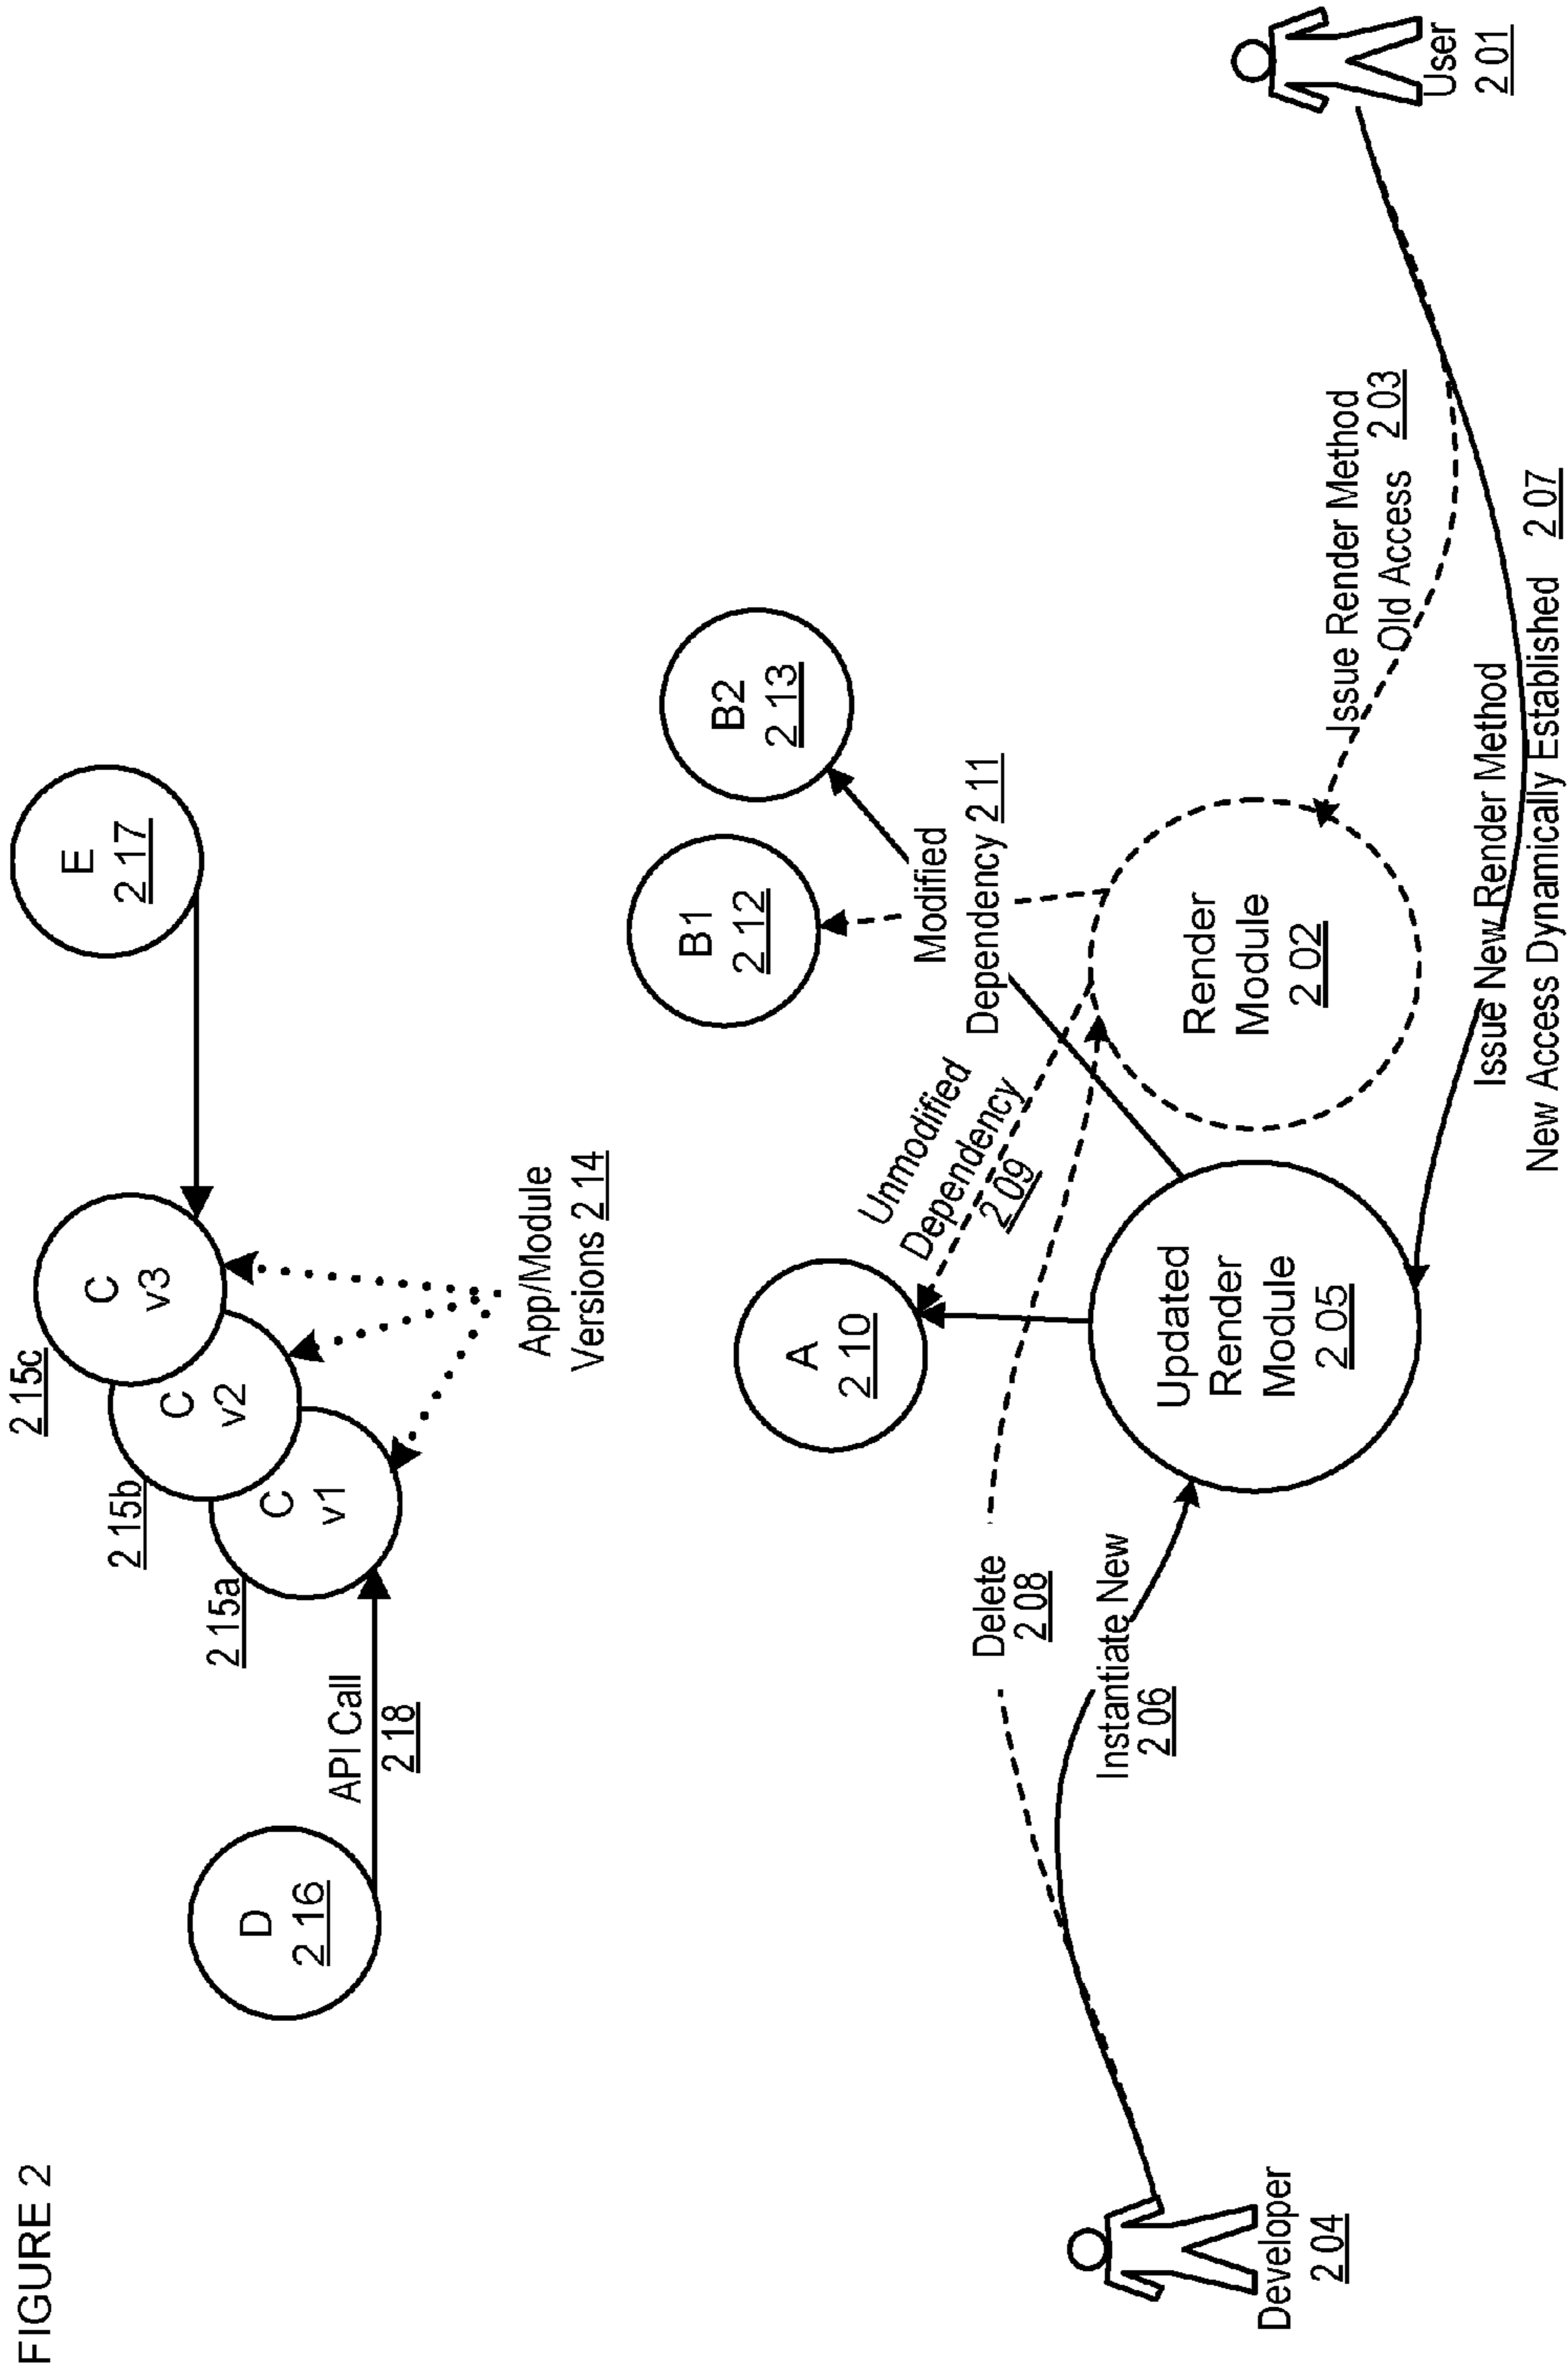 FIGURE 2
E
2 17
2 15c
C
v3
2 15b
C
v2
2 15a
C
v1
D
2 16
API Call
2 18
App/Module
Versions 2 14
B2
2 13
B1
2 12
A
2 10
Modified
Dependency 2 11
Unmodified
Dependency
2 09
Delete
2 08
Instantiate New
2 06
Updated
Render
Module
2 05
Render
Module
2 02
Issue Render Method
Old Access 2 03
Issue New Render Method
New Access Dynamically Established 2 07
Developer
2 04
User
2 01